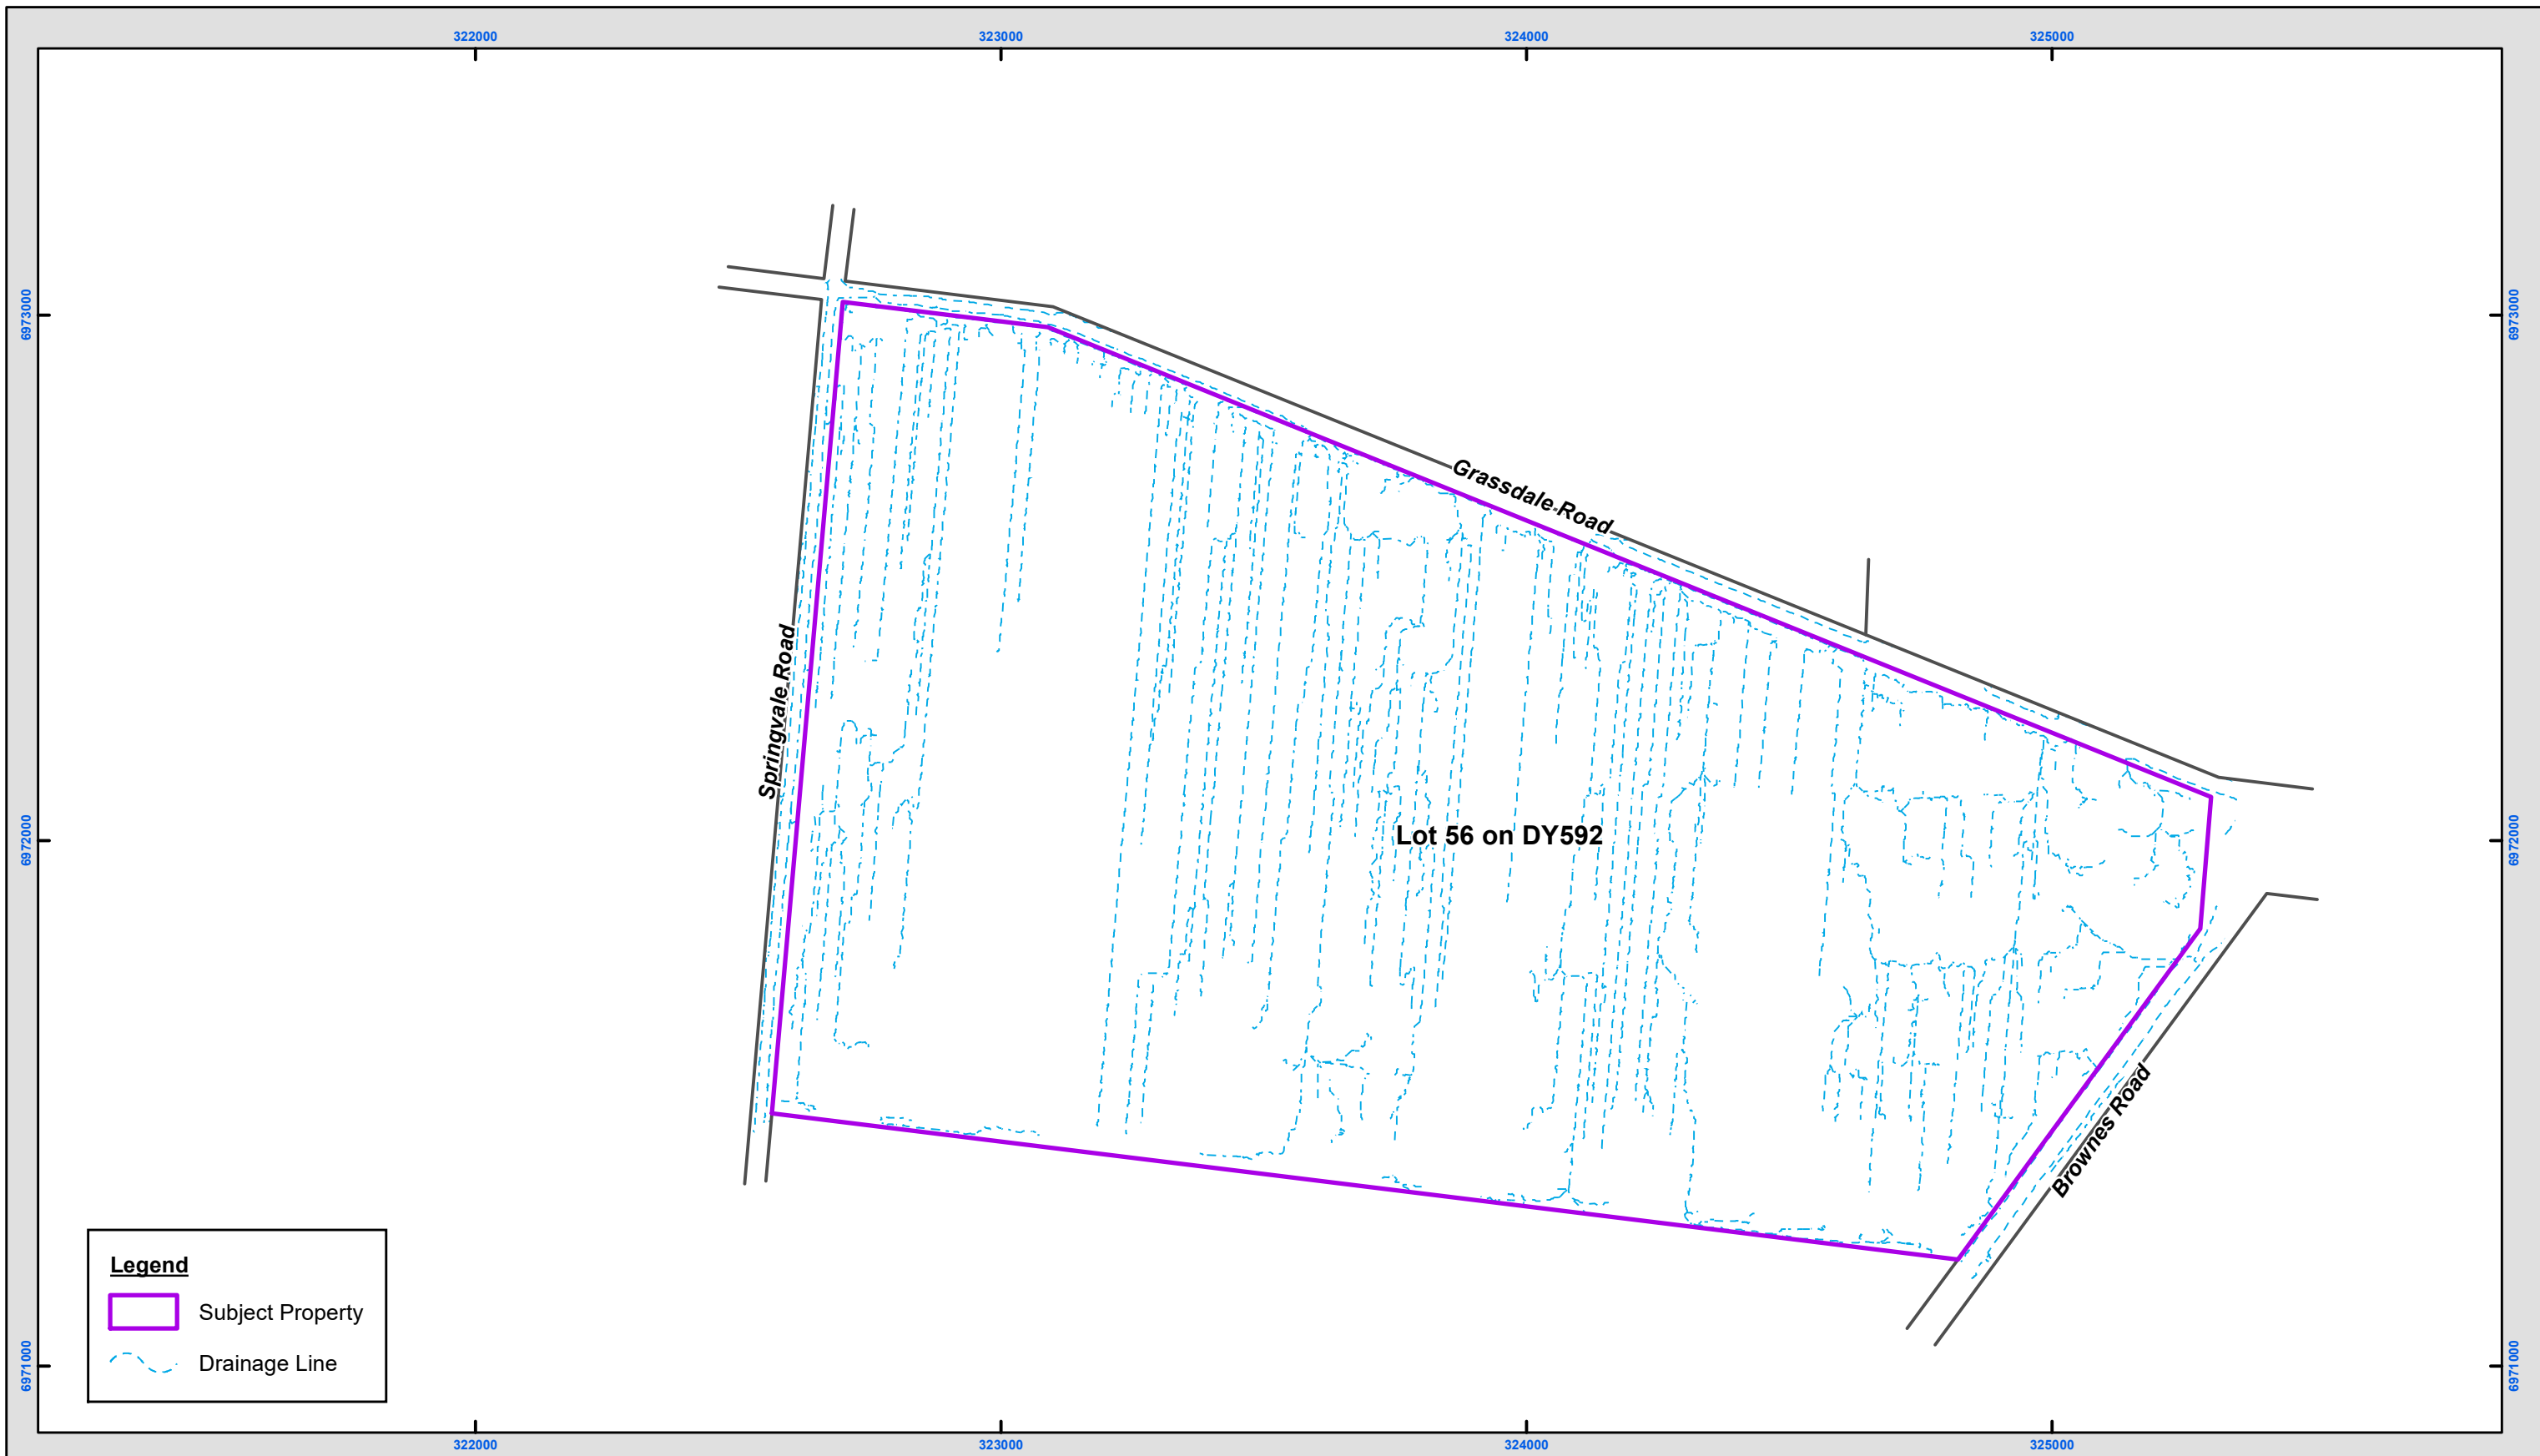 322000
323000
324000
325000
6973000
6973000
Grassdale Road
Springvale Road
Lot 56 on DY592
6972000
6972000
Brownes Road
Legend
Subject Property
Drainage Line
6971000
6971000
322000
323000
324000
325000